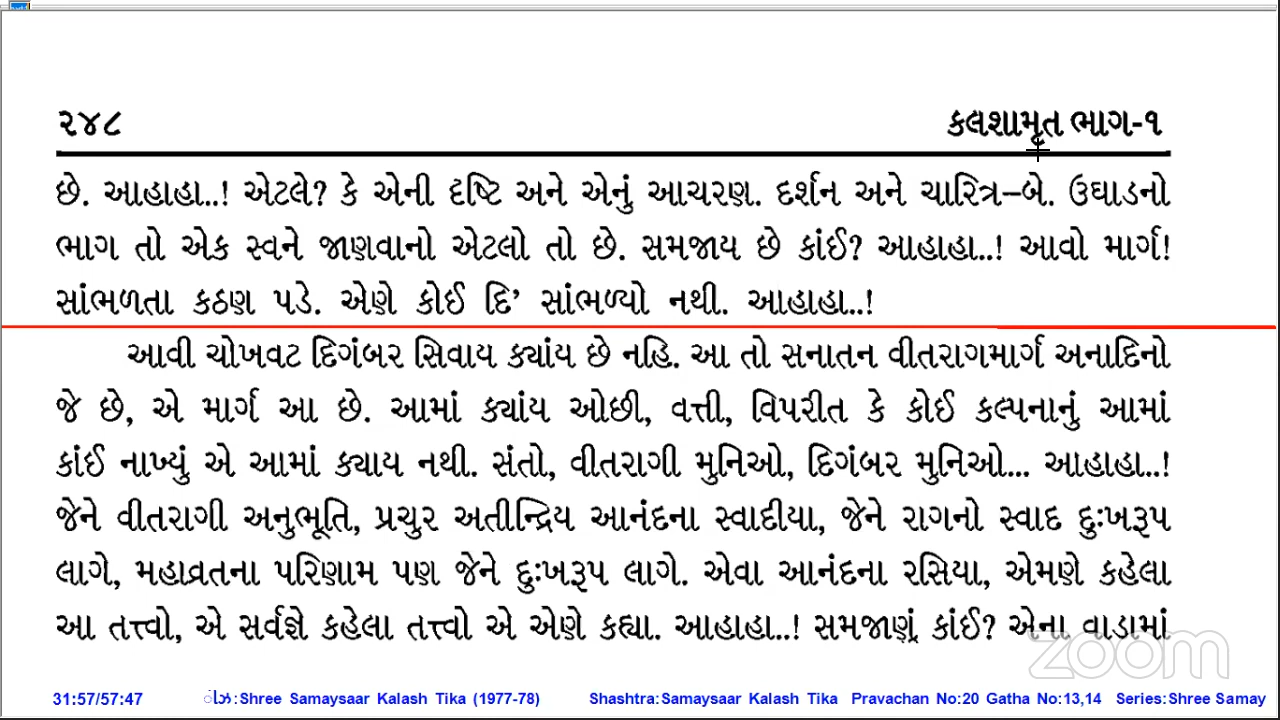 ૨૪૮ કલશામૃત ભાગ-૧
છે. આહાહા..! એટલે? કે એની દૃષ્ટિ અને એનું આચરણ. દર્શન અને ચારિત્ર–બે. ઉઘાડનો
ભાગ તો એક સ્વને જાણવાનો એટલો તો છે. સમજાય છે કાંઈ? આહાહા..! આવો માર્ગ!
સાંભળતા કઠણ પડે. એણે કોઈ દિ’ સાંભળ્યો નથી. આહાહા..!
આવી ચોખવટ દિગંબર સિવાય ક્યાંય છે નહિ. આ તો સનાતન વીતરાગમાર્ગ અનાદિનો
જે છે, એ માર્ગ આ છે. આમાં ક્યાંય ઓછી, વત્તી, વિપરીત કે કોઈ કલ્પનાનું આમાં
કાંઈ નાખ્યું એ આમાં ક્યાય નથી. સંતો, વીતરાગી મુનિઓ, દિગંબર મુનિઓ... આહાહા..!
જેને વીતરાગી અનુભૂતિ, પ્રચુર અતીન્દ્રિય આનંદના સ્વાદીયા, જેને રાગનો સ્વાદ દુઃખરૂપ
લાગે, મહાવ્રતના પરિણામ પણ જેને દુઃખરૂપ લાગે. એવા આનંદના રસિયા, એમણે કહેલા
આ તત્ત્વો, એ સર્વજ્ઞે કહેલા તત્ત્વો એ એણે કહ્યા. આહાહા..! સમજાણું કાંઈ? એના વાડામાં
zoom
31:57/57:47 :Shree Samaysaar Kalash Tika (1977-78) Shashtra:Samaysaar Kalash Tika Pravachan No:20 Gatha No:13,14 Series:Shree Samay